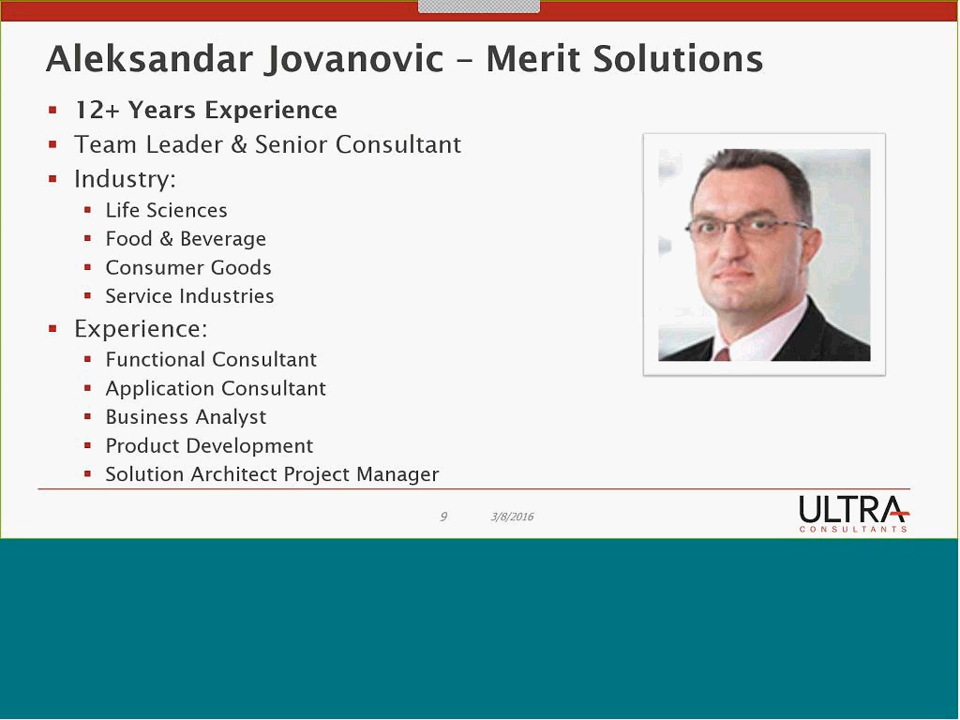 Aleksandar Jovanovic – Merit Solutions
12+ Years Experience
Team Leader & Senior Consultant
Industry:
Life Sciences
Food & Beverage
Consumer Goods
Service Industries
Experience:
Functional Consultant
Application Consultant
Business Analyst
Product Development
Solution Architect Project Manager
9 3/8/2016
ULTRA
CONSULTANTS